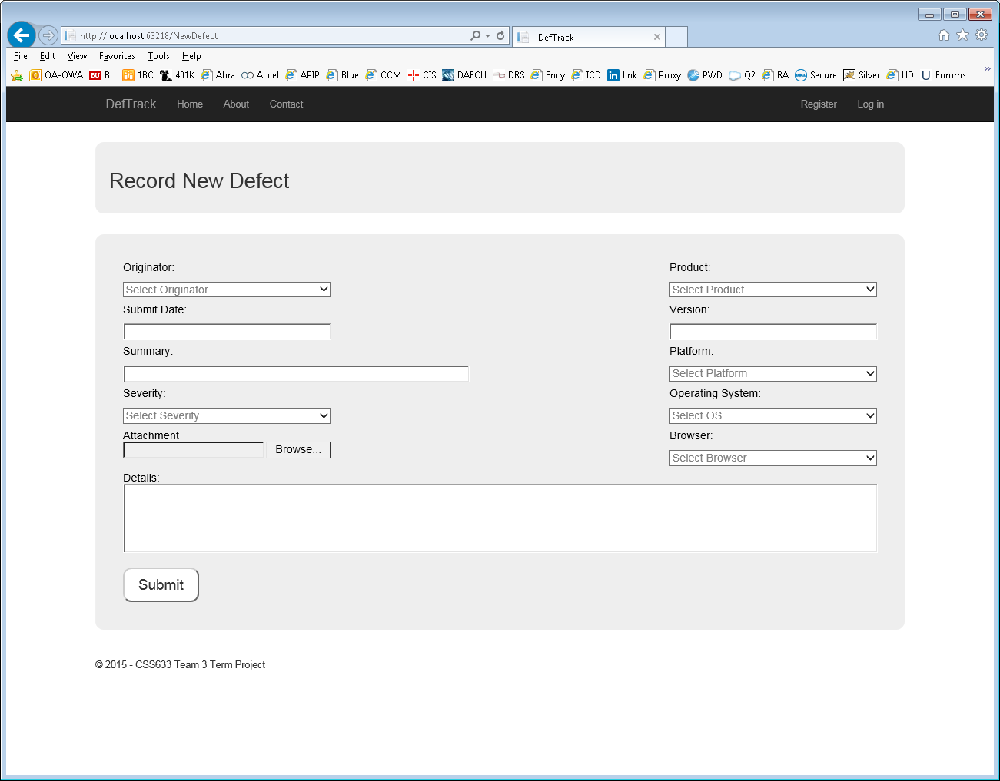 http://localhost:63218/NewDefect
- DefTrack
File Edit View Favorites Tools Help
OA-OWA BU BU 1BC 401K Abra Accel APIP Blue CCM CIS DAFCU DRS Ency ICD in link Proxy PWD Q2 RA DELL Secure Silver UD U Forums
DefTrack Home About Contact Register Log in
Record New Defect
Originator: Product:
Select Originator Select Product
Submit Date: Version:
Summary: Platform:
Select Platform
Severity: Operating System:
Select Severity Select OS
Attachment Browser:
Browse... Select Browser
Details:
Submit
© 2015 - CSS633 Team 3 Term Project